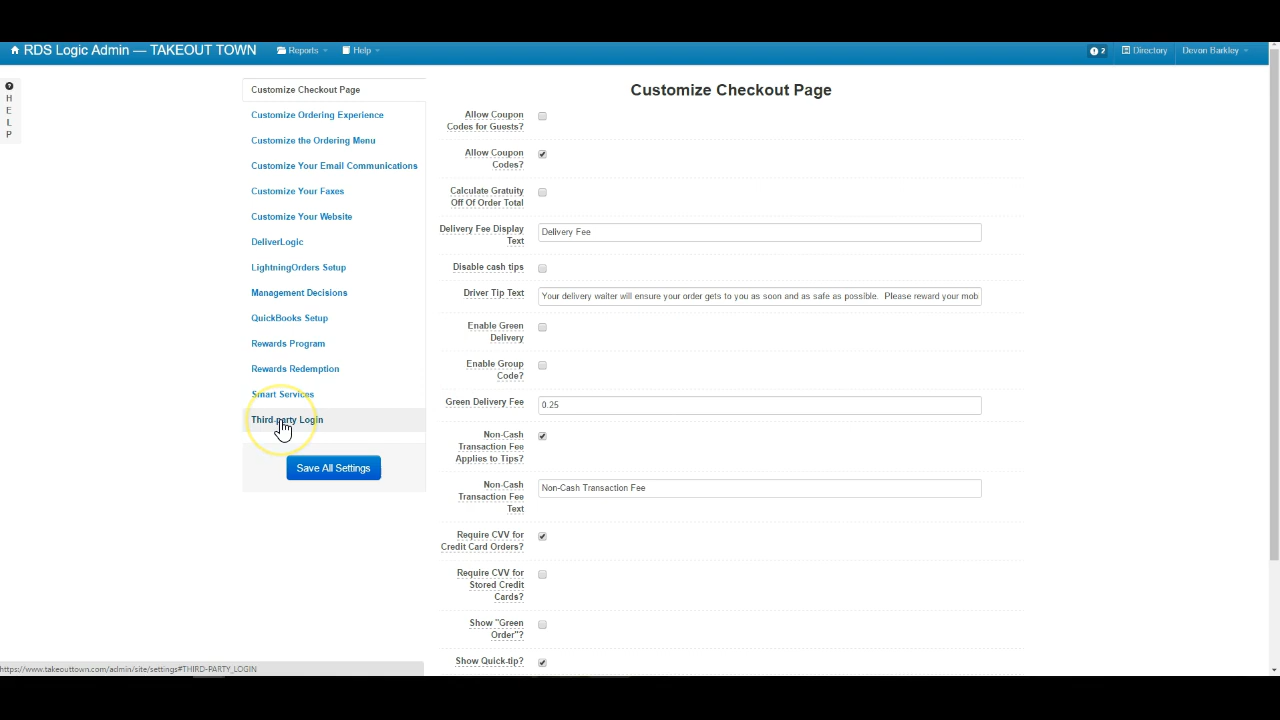 RDS Logic Admin — TAKEOUT TOWN Reports Help 2 Directory Devon Barkley
H
E
L
P
Customize Checkout Page
Customize Ordering Experience
Customize the Ordering Menu
Customize Your Email Communications
Customize Your Faxes
Customize Your Website
DeliverLogic
LightningOrders Setup
Management Decisions
QuickBooks Setup
Rewards Program
Rewards Redemption
Smart Services
Third-party Login
Save All Settings
Customize Checkout Page
Allow Coupon
Codes for Guests?
Allow Coupon
Codes?
Calculate Gratuity
Off Of Order Total
Delivery Fee Display
Text
Delivery Fee
Disable cash tips
Driver Tip Text
Your delivery waiter will ensure your order gets to you as soon and as safe as possible. Please reward your mob
Enable Green
Delivery
Enable Group
Code?
Green Delivery Fee
0.25
Non-Cash
Transaction Fee
Applies to Tips?
Non-Cash
Transaction Fee
Text
Non-Cash Transaction Fee
Require CVV for
Credit Card Orders?
Require CVV for
Stored Credit
Cards?
Show "Green
Order"?
Show Quick-tip?
https://www.takeouttown.com/admin/site/settings#THIRD-PARTY_LOGIN